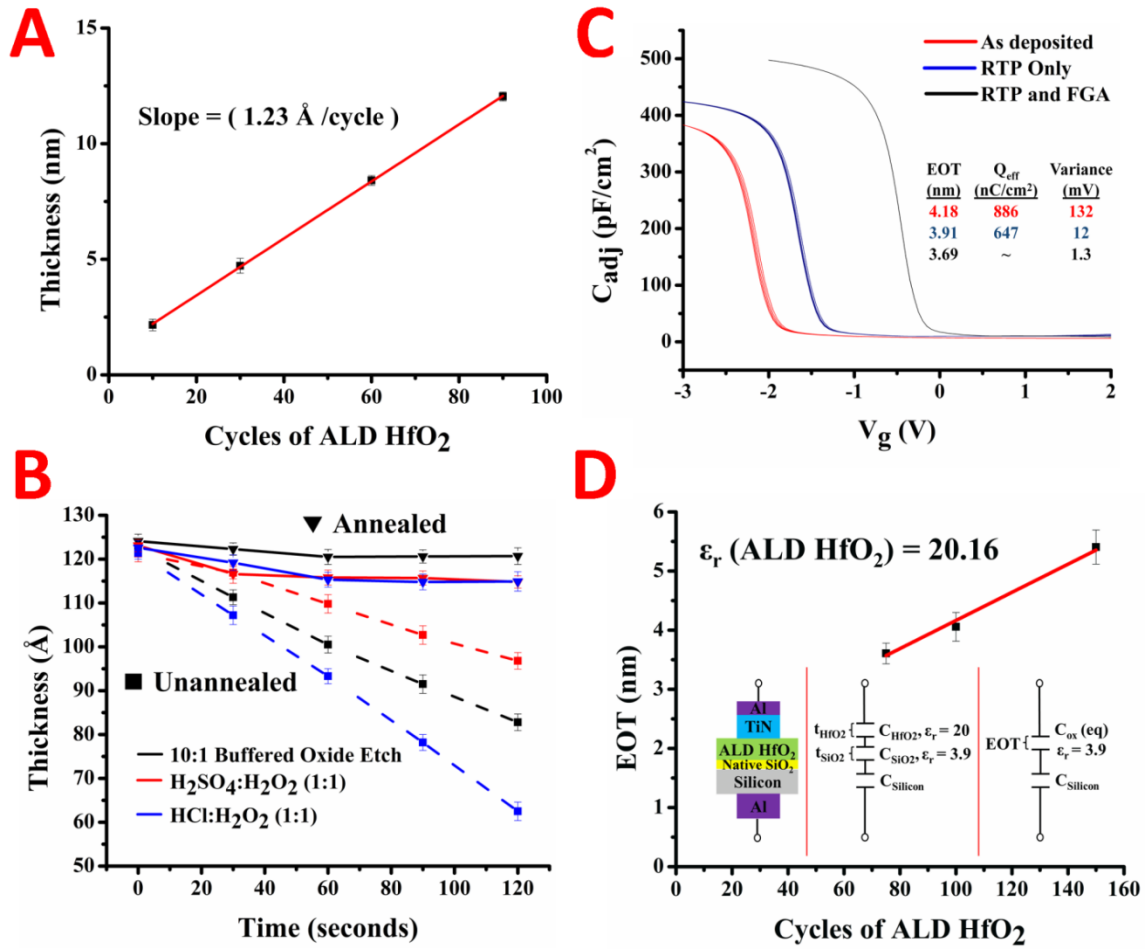 A
15
10
5
0
Thickness (nm)
Slope = ( 1.23 Å /cycle )
0 20 40 60 80 100
Cycles of ALD HfO2
B
130
120
110
100
90
80
70
60
50
Thickness (Å)
▼ Annealed
■ Unannealed
10:1 Buffered Oxide Etch
H2SO4:H2O2 (1:1)
HCl:H2O2 (1:1)
0 20 40 60 80 100 120
Time (seconds)
C
500
400
300
200
100
0
Cadj (pF/cm2)
As deposited
RTP Only
RTP and FGA
EOT Qeff Variance
(nm) (nC/cm2) (mV)
4.18 886 132
3.91 647 12
3.69 ~ 1.3
-3 -2 -1 0 1 2
Vg (V)
D
6
5
4
3
2
1
0
EOT (nm)
εr (ALD HfO2) = 20.16
Al
TiN
ALD HfO2
Native SiO2
Silicon
Al
tHfO2 CHfO2, εr = 20
tSiO2 CSiO2, εr = 3.9
CSilicon
EOT Cox (eq)
εr = 3.9
CSilicon
0 20 40 60 80 100 120 140 160
Cycles of ALD HfO2